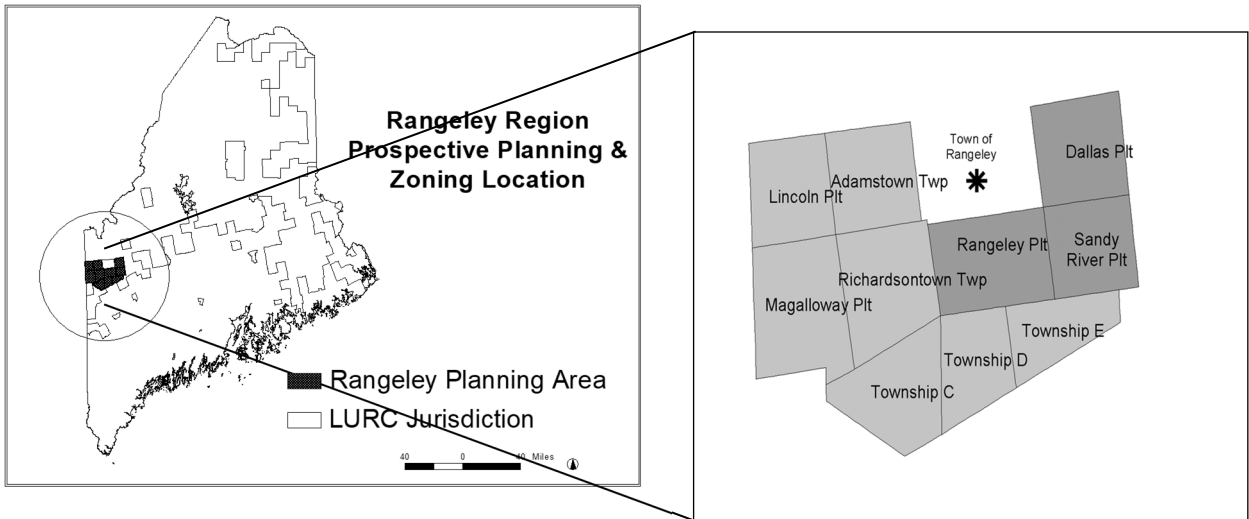 Rangeley Region
Prospective Planning &
Zoning Location
Rangeley Planning Area
LURC Jurisdiction
40 0 40 Miles
Town of
Rangeley
Dallas Plt
Lincoln Plt
Adamstown Twp
Rangeley Plt
Sandy
River Plt
Richardsontown Twp
Magalloway Plt
Township E
Township D
Township C